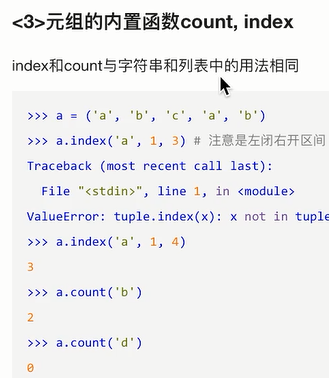 <3>元组的内置函数count, index
index和count与字符串和列表中的用法相同
>>> a = ('a', 'b', 'c', 'a', 'b')
>>> a.index('a', 1, 3) # 注意是左闭右开区间
Traceback (most recent call last):
  File "<stdin>", line 1, in <module>
ValueError: tuple.index(x): x not in tuple
>>> a.index('a', 1, 4)
3
>>> a.count('b')
2
>>> a.count('d')
0